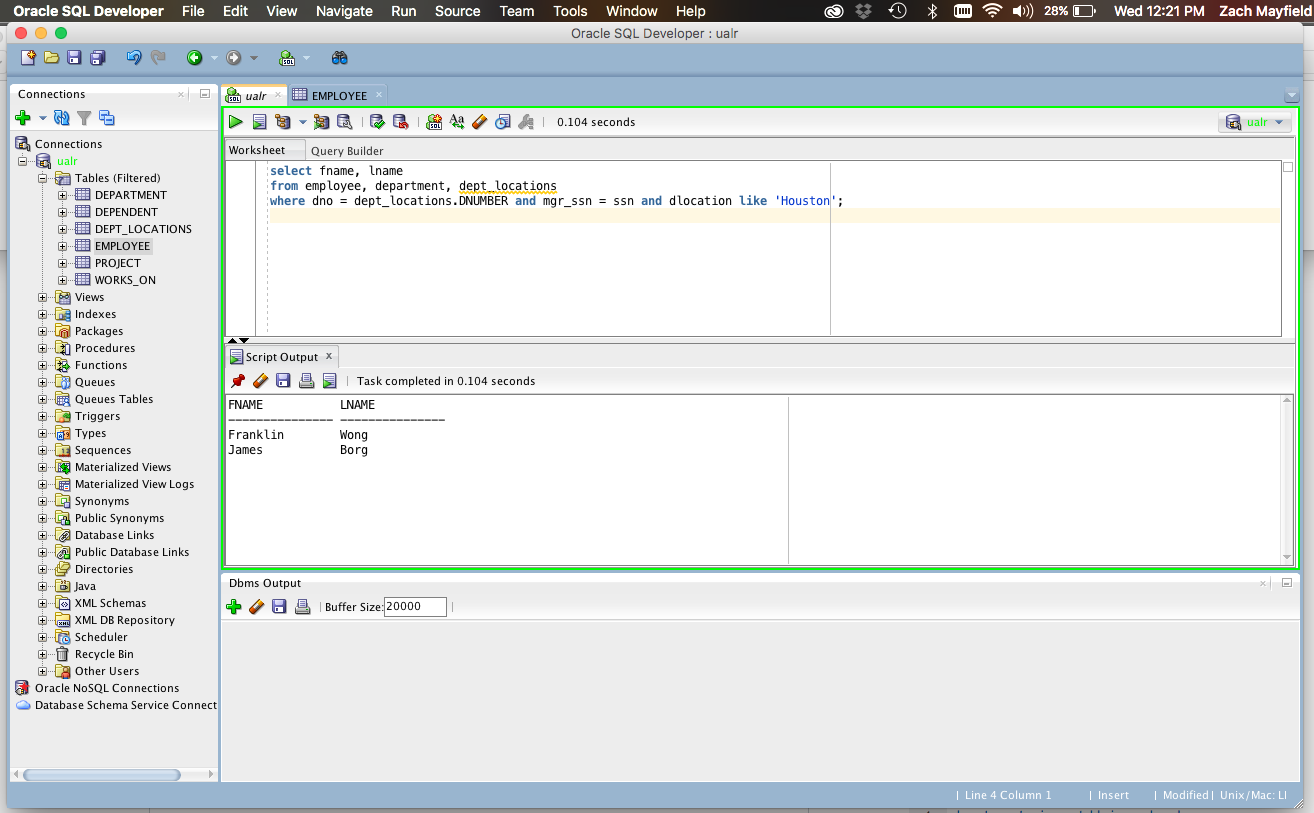 Oracle SQL Developer File Edit View Navigate Run Source Team Tools Window Help 28% Wed 12:21 PM Zach Mayfield
Oracle SQL Developer : ualr
Connections
Connections
ualr
Tables (Filtered)
DEPARTMENT
DEPENDENT
DEPT_LOCATIONS
EMPLOYEE
PROJECT
WORKS_ON
Views
Indexes
Packages
Procedures
Functions
Queues
Queues Tables
Triggers
Types
Sequences
Materialized Views
Materialized View Logs
Synonyms
Public Synonyms
Database Links
Public Database Links
Directories
Java
XML Schemas
XML DB Repository
Scheduler
Recycle Bin
Other Users
Oracle NoSQL Connections
Database Schema Service Connect
ualr EMPLOYEE
0.104 seconds ualr
Worksheet Query Builder
select fname, lname
from employee, department, dept_locations
where dno = dept_locations.DNUMBER and mgr_ssn = ssn and dlocation like 'Houston';
Script Output x
Task completed in 0.104 seconds
FNAME LNAME
--------------- ---------------
Franklin Wong
James Borg
Dbms Output
Buffer Size: 20000
Line 4 Column 1 | Insert | Modified | Unix/Mac: LI